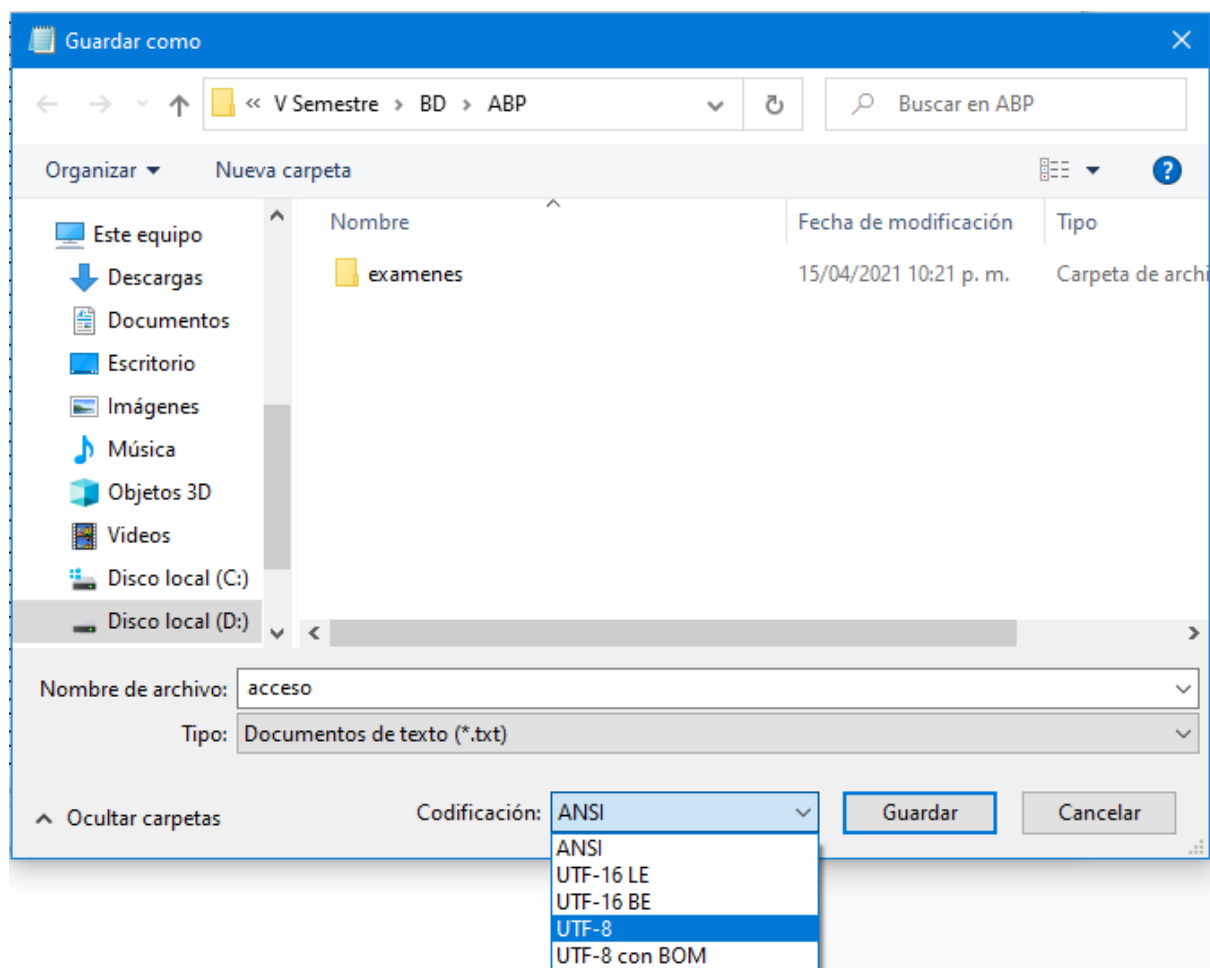 Guardar como
« V Semestre > BD > ABP
Buscar en ABP
Organizar
Nueva carpeta
?
Nombre
Fecha de modificación
Tipo
Este equipo
Descargas
Documentos
Escritorio
Imágenes
Música
Objetos 3D
Videos
Disco local (C:)
Disco local (D:)
examenes
15/04/2021 10:21 p. m.
Carpeta de archi
Nombre de archivo: acceso
Tipo: Documentos de texto (*.txt)
Ocultar carpetas
Codificación: ANSI
Guardar
Cancelar
ANSI
UTF-16 LE
UTF-16 BE
UTF-8
UTF-8 con BOM